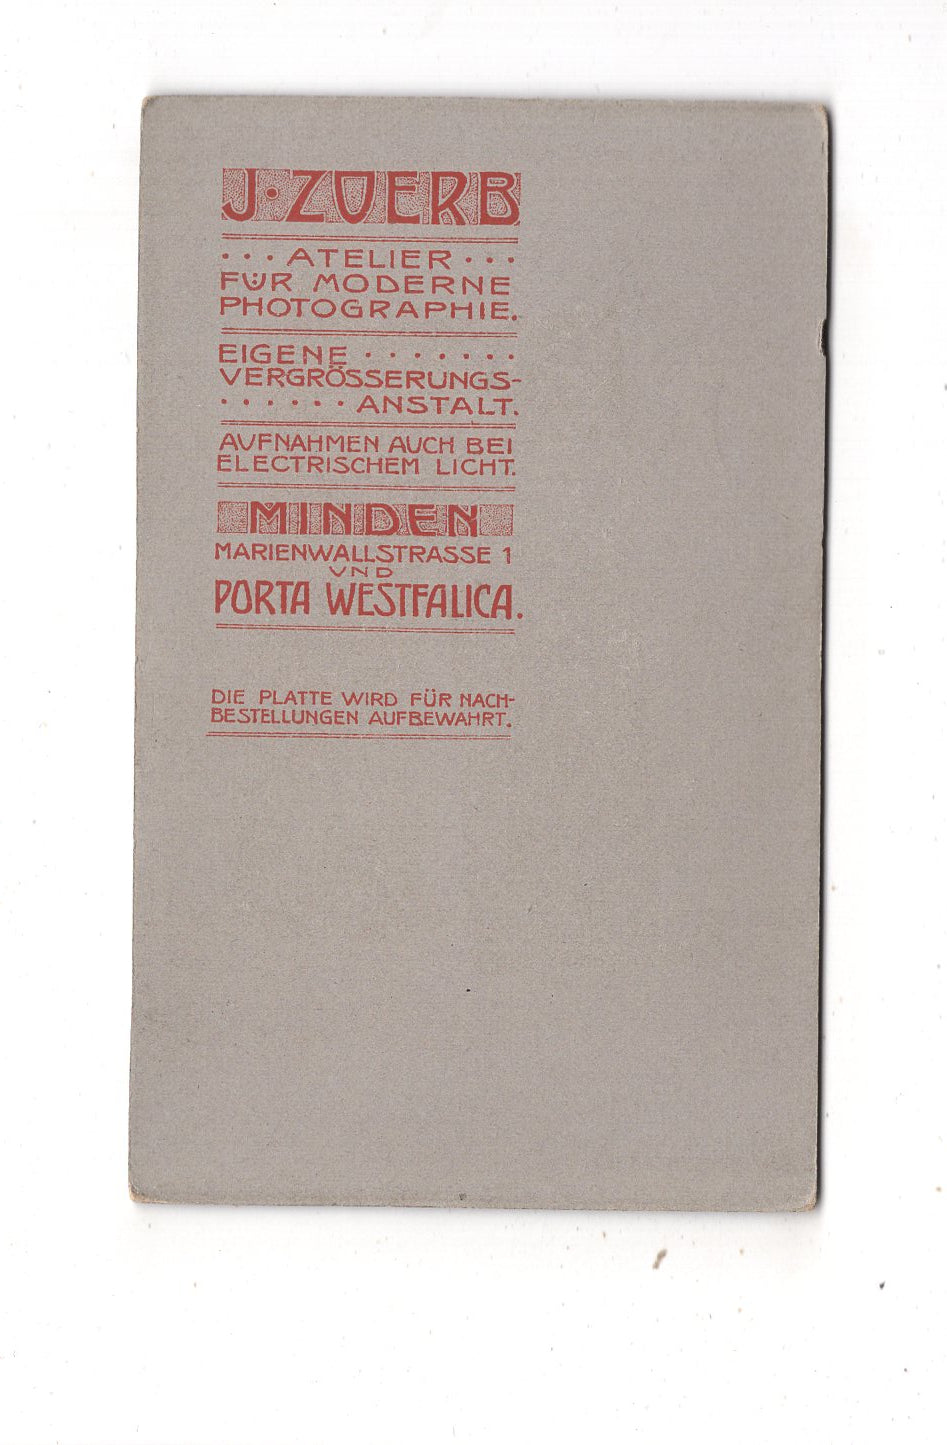 J. ZUERB
... ATELIER ...
FÜR MODERNE
PHOTOGRAPHIE.
EIGENE .......
VERGRÖSSERUNGS-
...... ANSTALT.
AUFNAHMEN AUCH BEI
ELECTRISCHEM LICHT.
MINDEN
MARIENWALLSTRASSE 1
VND
PORTA WESTFALICA.
DIE PLATTE WIRD FÜR NACH-
BESTELLUNGEN AUFBEWAHRT.